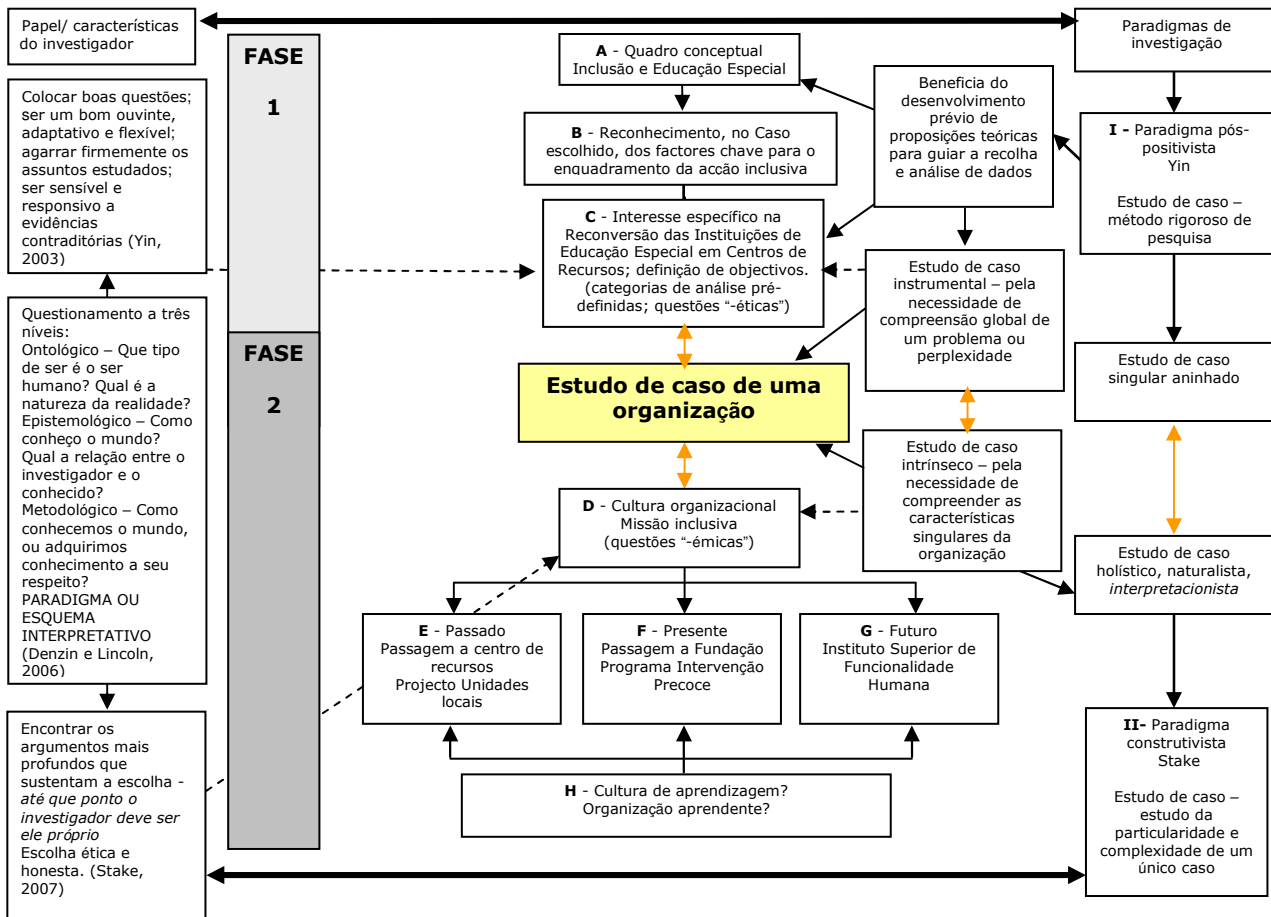 Papel/ características
do investigador
Colocar boas questões;
ser um bom ouvinte,
adaptativo e flexível;
agarrar firmemente os
assuntos estudados;
ser sensível e
responsivo a
evidências
contraditórias (Yin,
2003)
Questionamento a três
níveis:
Ontológico – Que tipo
de ser é o ser
humano? Qual é a
natureza da realidade?
Epistemológico – Como
conheço o mundo?
Qual a relação entre o
investigador e o
conhecido?
Metodológico – Como
conhecemos o mundo,
ou adquirimos
conhecimento a seu
respeito?
PARADIGMA OU
ESQUEMA
INTERPRETATIVO
(Denzin e Lincoln,
2006)
Encontrar os
argumentos mais
profundos que
sustentam a escolha -
até que ponto o
investigador deve ser
ele próprio
Escolha ética e
honesta. (Stake,
2007)
FASE
1
FASE
2
A - Quadro conceptual
Inclusão e Educação Especial
B - Reconhecimento, no Caso
escolhido, dos factores chave para o
enquadramento da acção inclusiva
C - Interesse específico na
Reconversão das Instituições de
Educação Especial em Centros de
Recursos; definição de objectivos.
(categorias de análise pré-
definidas; questões “-éticas”)
Estudo de caso de uma
organização
D - Cultura organizacional
Missão inclusiva
(questões “-émicas”)
E - Passado
Passagem a centro de
recursos
Projecto Unidades
locais
F - Presente
Passagem a Fundação
Programa Intervenção
Precoce
G - Futuro
Instituto Superior de
Funcionalidade
Humana
H - Cultura de aprendizagem?
Organização aprendente?
Beneficia do
desenvolvimento
prévio de
proposições teóricas
para guiar a recolha
e análise de dados
Estudo de caso
instrumental – pela
necessidade de
compreensão global de
um problema ou
perplexidade
Estudo de caso
intrínseco – pela
necessidade de
compreender as
características
singulares da
organização
Paradigmas de
investigação
I - Paradigma pós-
positivista
Yin
Estudo de caso –
método rigoroso de
pesquisa
Estudo de caso
singular aninhado
Estudo de caso
holístico, naturalista,
interpretacionista
II- Paradigma
construtivista
Stake
Estudo de caso –
estudo da
particularidade e
complexidade de um
único caso